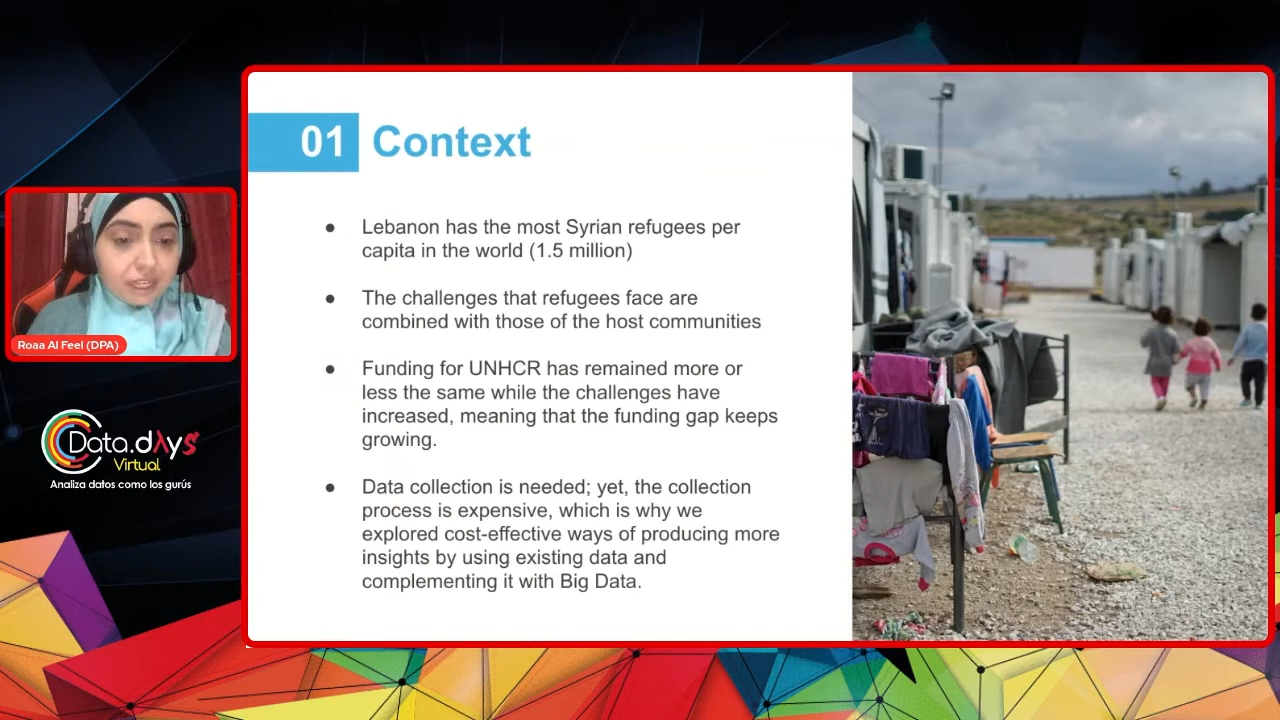 01 Context
Lebanon has the most Syrian refugees per
capita in the world (1.5 million)
The challenges that refugees face are
combined with those of the host communities
Funding for UNHCR has remained more or
less the same while the challenges have
increased, meaning that the funding gap keeps
growing.
Data collection is needed; yet, the collection
process is expensive, which is why we
explored cost-effective ways of producing more
insights by using existing data and
complementing it with Big Data.
Roaa Al Feel (DPA)
Data.dAys
Virtual
Analiza datos como los gurús